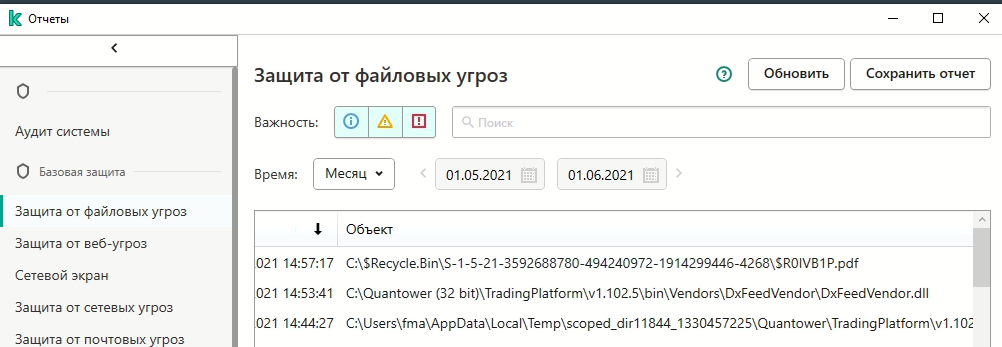 Отчеты
Защита от файловых угроз
Обновить
Сохранить отчет
Важность:
Поиск
Аудит системы
Базовая защита
Время:
Месяц
01.05.2021
01.06.2021
Защита от файловых угроз
Защита от веб-угроз
Сетевой экран
Защита от сетевых угроз
Защита от почтовых угроз
Объект
021 14:57:17 C:\$Recycle.Bin\S-1-5-21-3592688780-494240972-1914299446-4268\$R0IVB1P.pdf
021 14:53:41 C:\Quantower (32 bit)\TradingPlatform\v1.102.5\bin\Vendors\DxFeedVendor\DxFeedVendor.dll
021 14:44:27 C:\Users\fma\AppData\Local\Temp\scoped_dir11844_1330457225\Quantower\TradingPlatform\v1.102